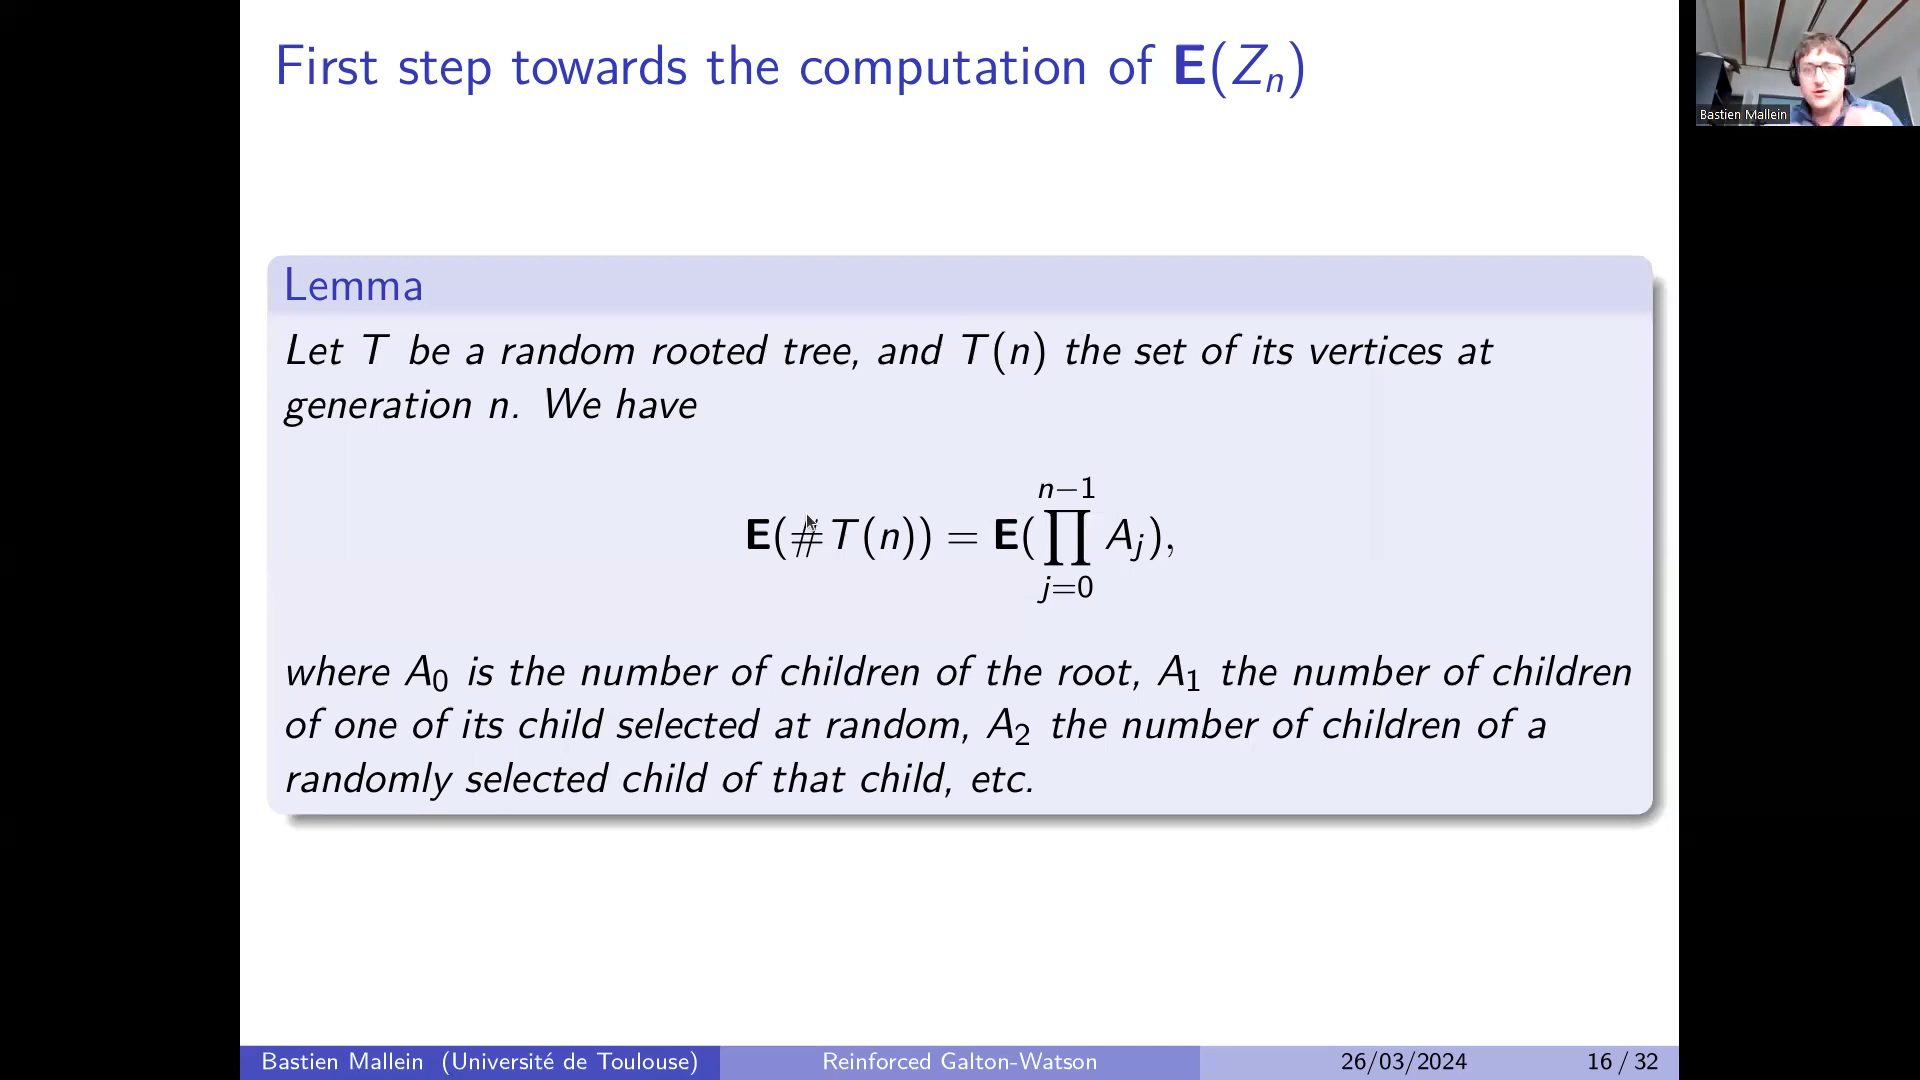 First step towards the computation of E(Z_n)
Bastien Mallein
Lemma
Let T be a random rooted tree, and T(n) the set of its vertices at
generation n. We have
E(#T(n)) = E(∏_{j=0}^{n−1} A_j),
where A_0 is the number of children of the root, A_1 the number of children
of one of its child selected at random, A_2 the number of children of a
randomly selected child of that child, etc.
Bastien Mallein (Université de Toulouse) Reinforced Galton-Watson 26/03/2024 16 / 32